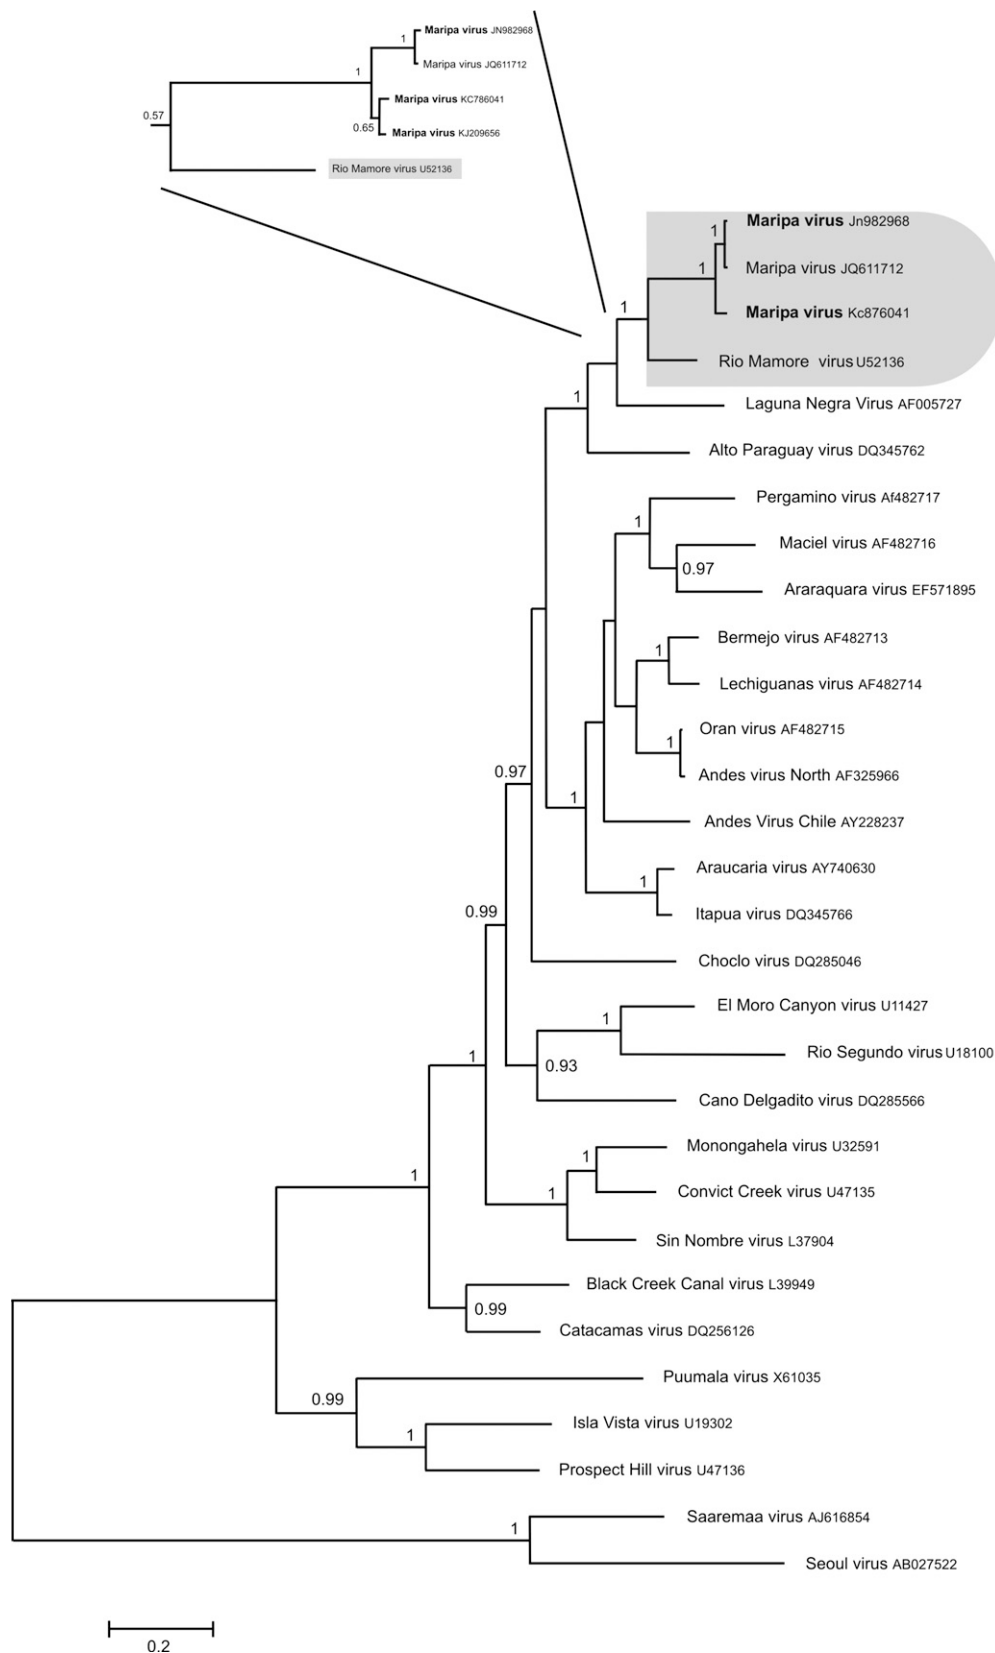 Maripa virus JN982968
1
1
Maripa virus JQ611712
Maripa virus KC786041
0.57
0.65
Maripa virus KJ209656
Rio Mamore virus U52136
Maripa virus Jn982968
1
1
Maripa virus JQ611712
1
Maripa virus Kc876041
Rio Mamore virus U52136
1
Laguna Negra Virus AF005727
Alto Paraguay virus DQ345762
Pergamino virus Af482717
1
Maciel virus AF482716
0.97
Araraquara virus EF571895
Bermejo virus AF482713
1
Lechiguanas virus AF482714
Oran virus AF482715
1
0.97
Andes virus North AF325966
1
Andes Virus Chile AY228237
Araucaria virus AY740630
1
0.99
Itapua virus DQ345766
Choclo virus DQ285046
El Moro Canyon virus U11427
1
Rio Segundo virus U18100
1
0.93
Cano Delgadito virus DQ285566
Monongahela virus U32591
1
1
Convict Creek virus U47135
1
Sin Nombre virus L37904
Black Creek Canal virus L39949
0.99
Catacamas virus DQ256126
Puumala virus X61035
0.99
Isla Vista virus U19302
1
Prospect Hill virus U47136
Saaremaa virus AJ616854
1
Seoul virus AB027522
0.2